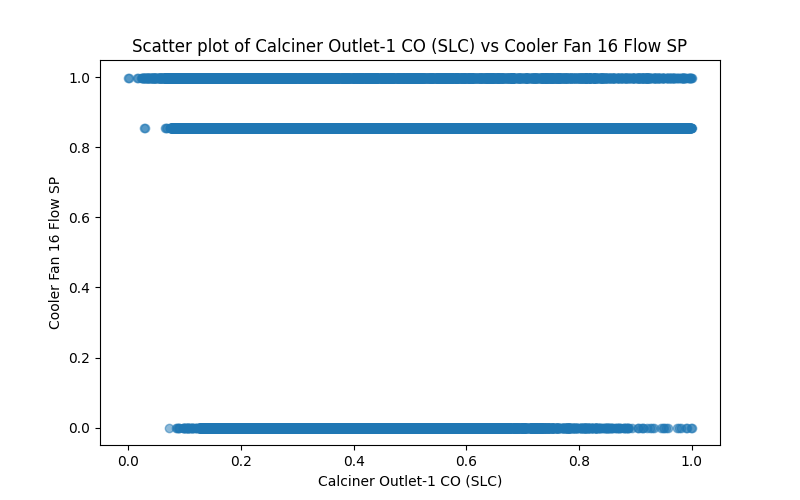 Scatter plot of Calciner Outlet-1 CO (SLC) vs Cooler Fan 16 Flow SP
1.0
0.8
0.6
0.4
0.2
0.0
Cooler Fan 16 Flow SP
0.0 0.2 0.4 0.6 0.8 1.0
Calciner Outlet-1 CO (SLC)